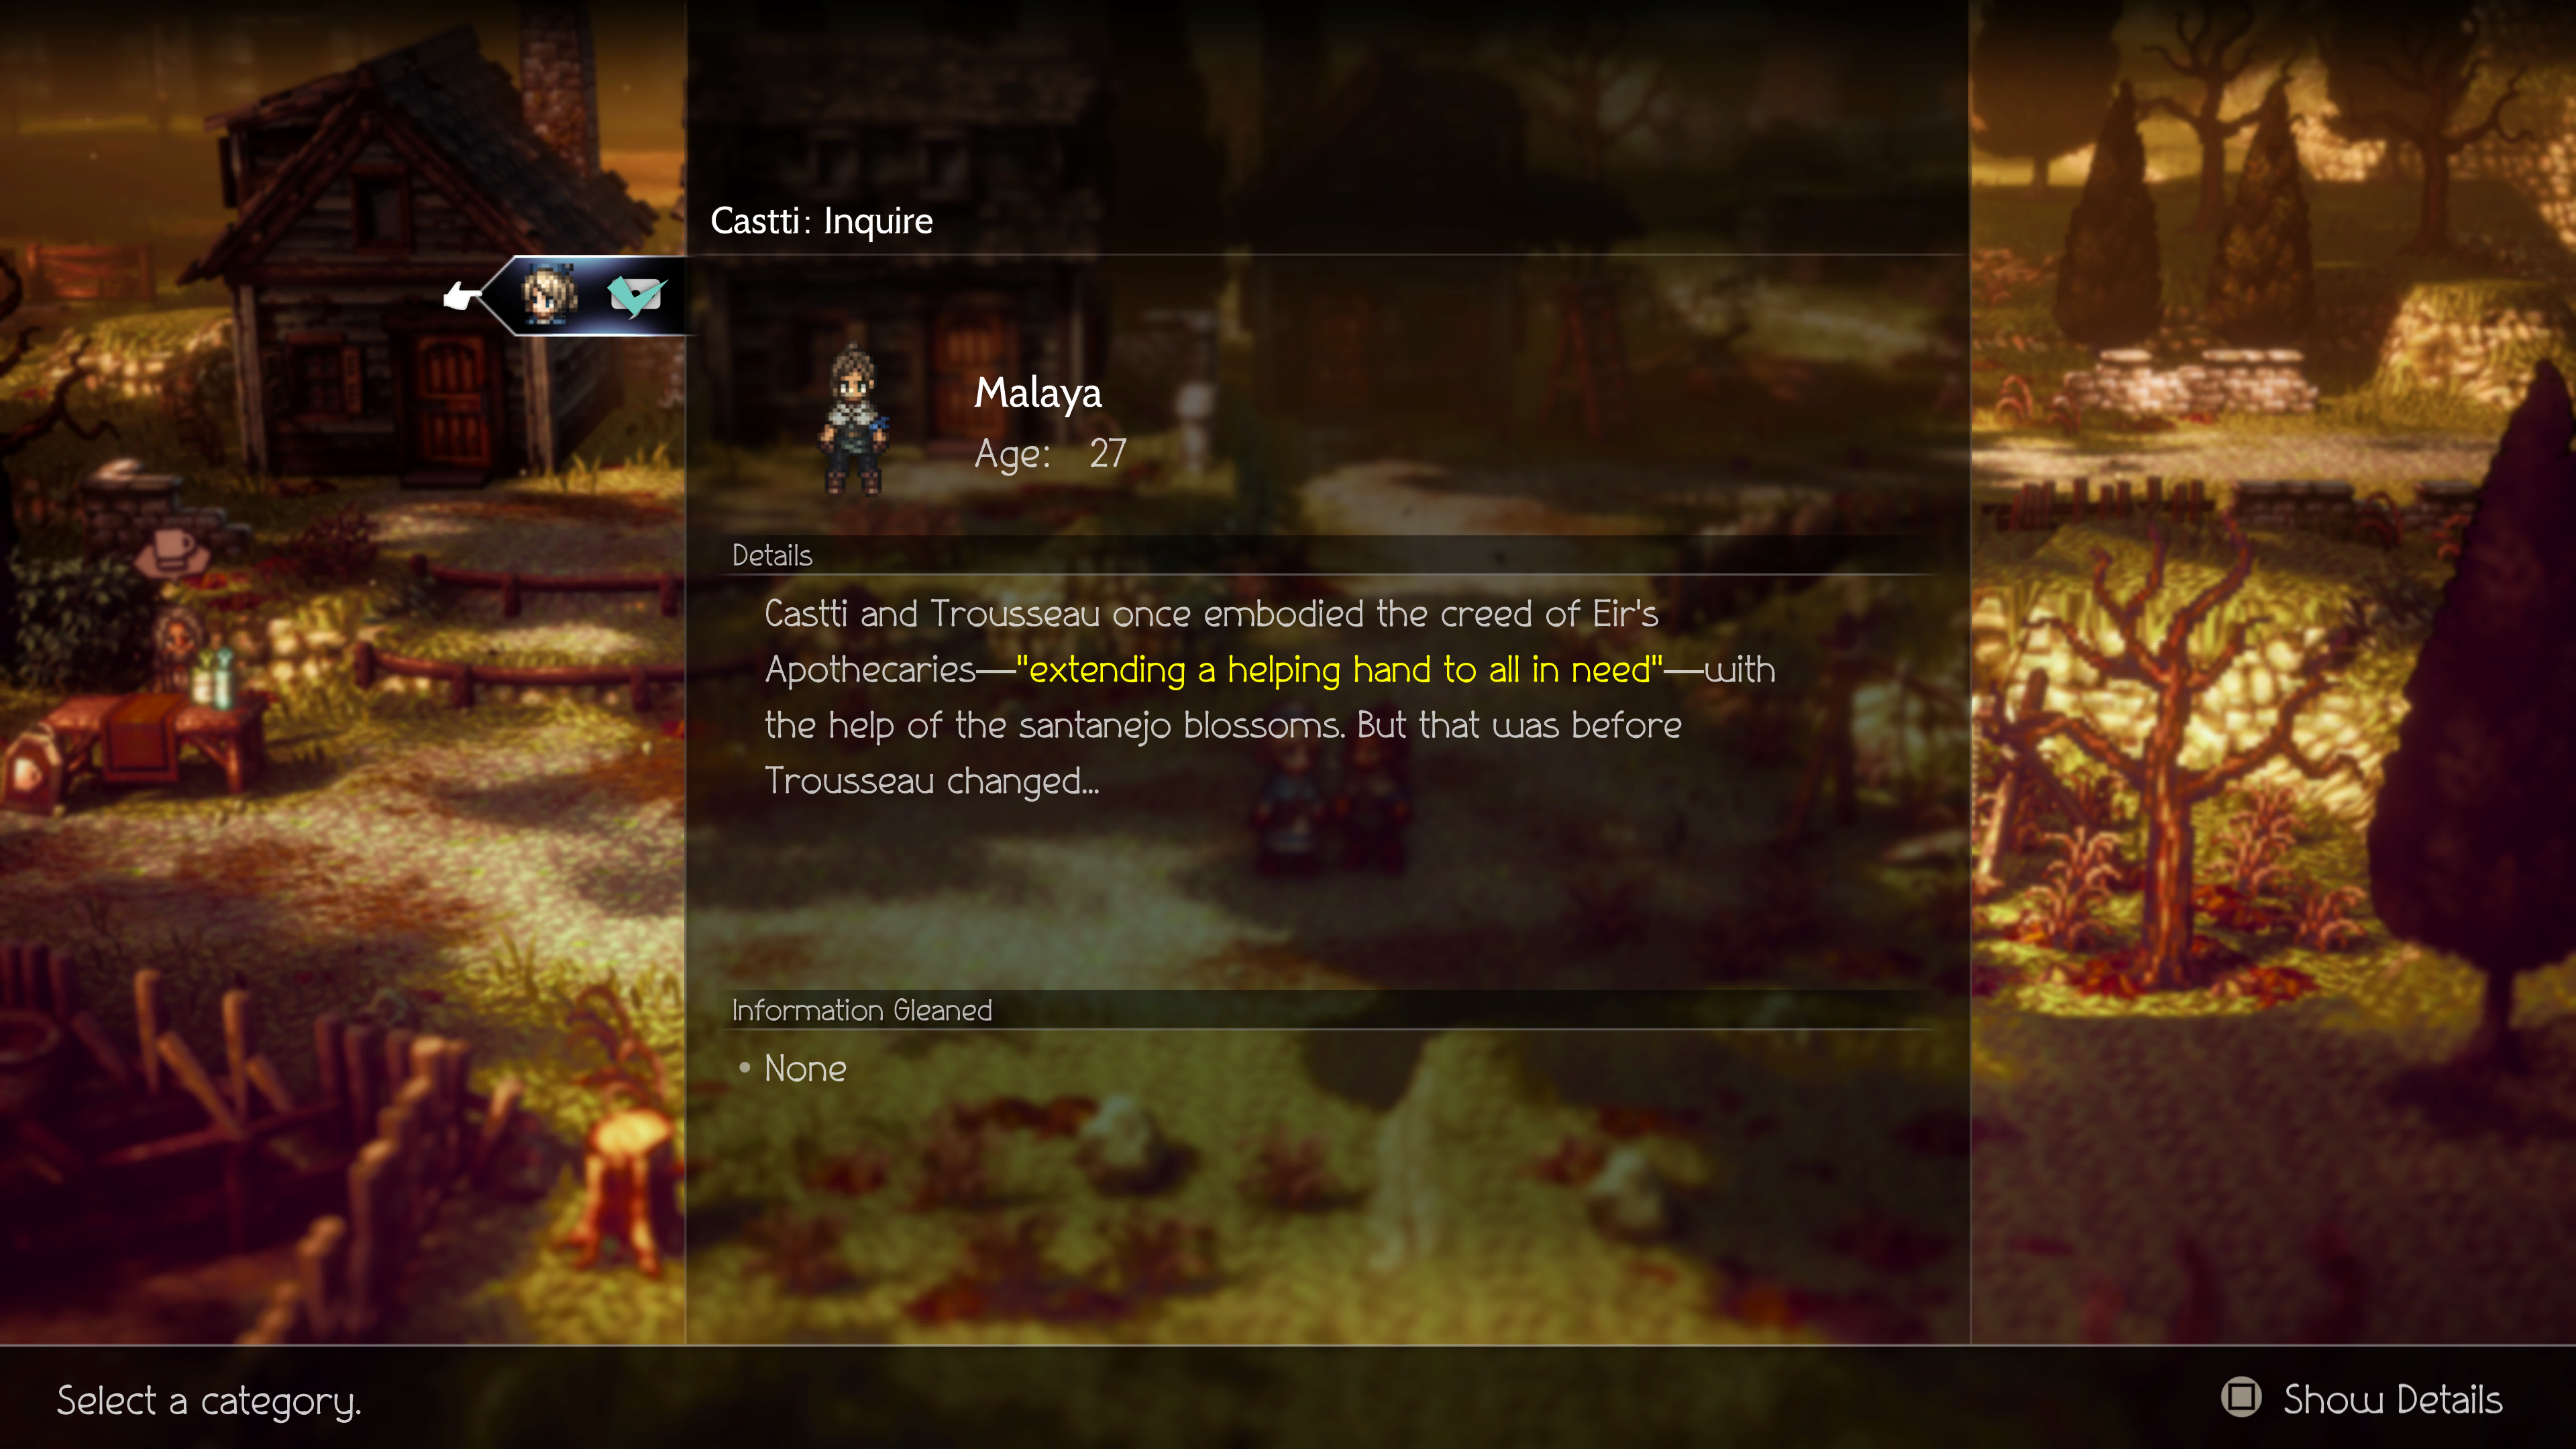 Castti: Inquire
Malaya
Age: 27
Details
Castti and Trousseau once embodied the creed of Eir's
Apothecaries—"extending a helping hand to all in need"—with
the help of the santanejo blossoms. But that was before
Trousseau changed...
Information Gleaned
• None
Select a category.
Show Details